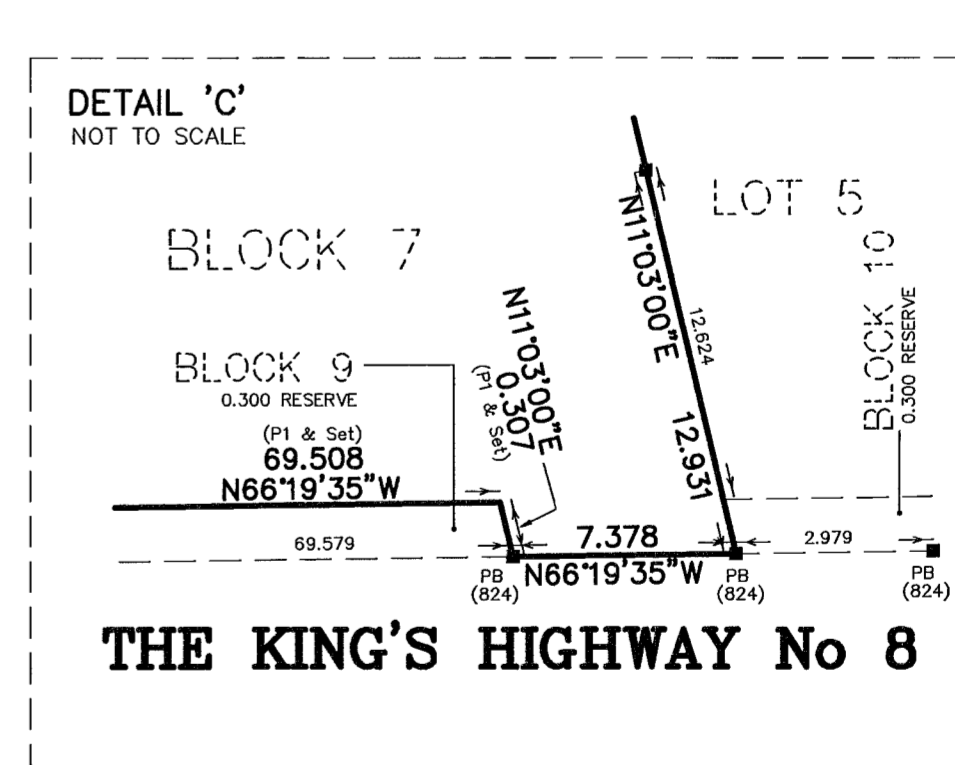 DETAIL 'C'
NOT TO SCALE
LOT 5
BLOCK 7
N11°03'00"E
12.624
12.931
BLOCK 10
0.300 RESERVE
N11°03'00"E
0.307
(P1 & Set)
BLOCK 9
0.300 RESERVE
(P1 & Set)
69.508
N66°19'35"W
69.579
7.378
N66°19'35"W
2.979
PB
(824)
PB
(824)
PB
(824)
THE KING'S HIGHWAY No 8